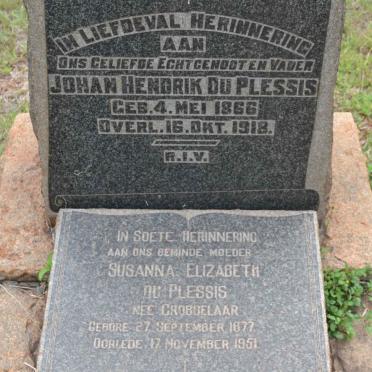 IN LIEFDEVAL HERINNERING
AAN
ONS GELIEFDE ECHTGENOOT EN VADER
JOHAN HENDRIK DU PLESSIS
GEB. 4. MEI 1866
OVERL. 16. OKT. 1918.
R.I.V.
IN SOETE HERINNERING
AAN ONS BEMINDE MOEDER
SUSANNA ELIZABETH
DU PLESSIS
NEE GROBBELAAR
GEBORE 27. SEPTEMBER 1877
OORLEDE 17 NOVEMBER 1951